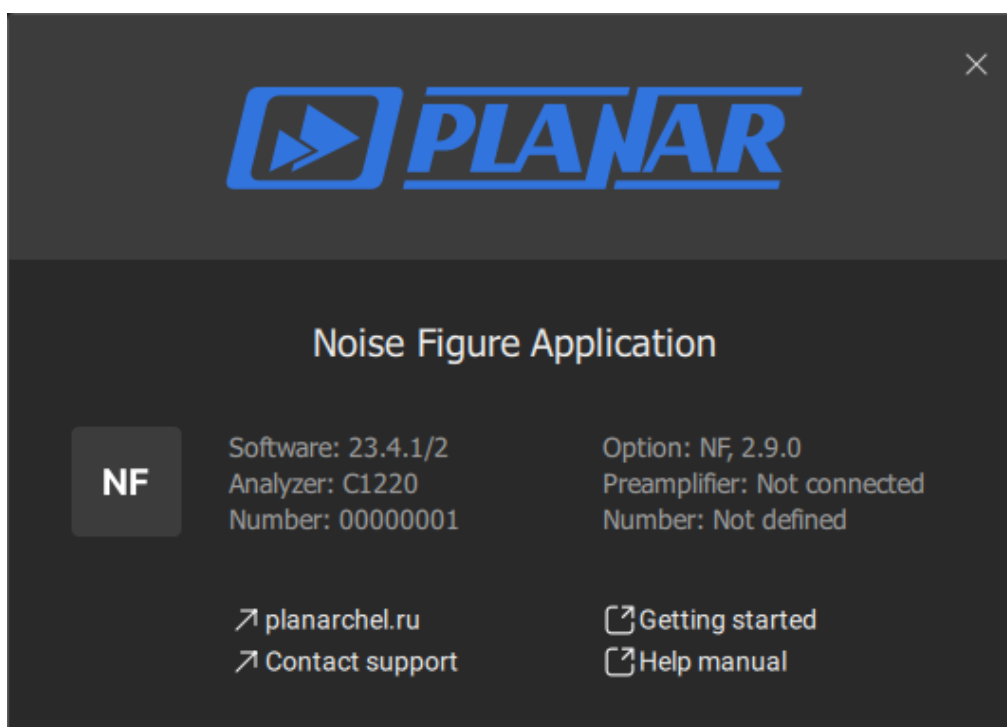 PLANAR
Noise Figure Application
NF
Software: 23.4.1/2
Analyzer: C1220
Number: 00000001
Option: NF, 2.9.0
Preamplifier: Not connected
Number: Not defined
planarchel.ru
Contact support
Getting started
Help manual